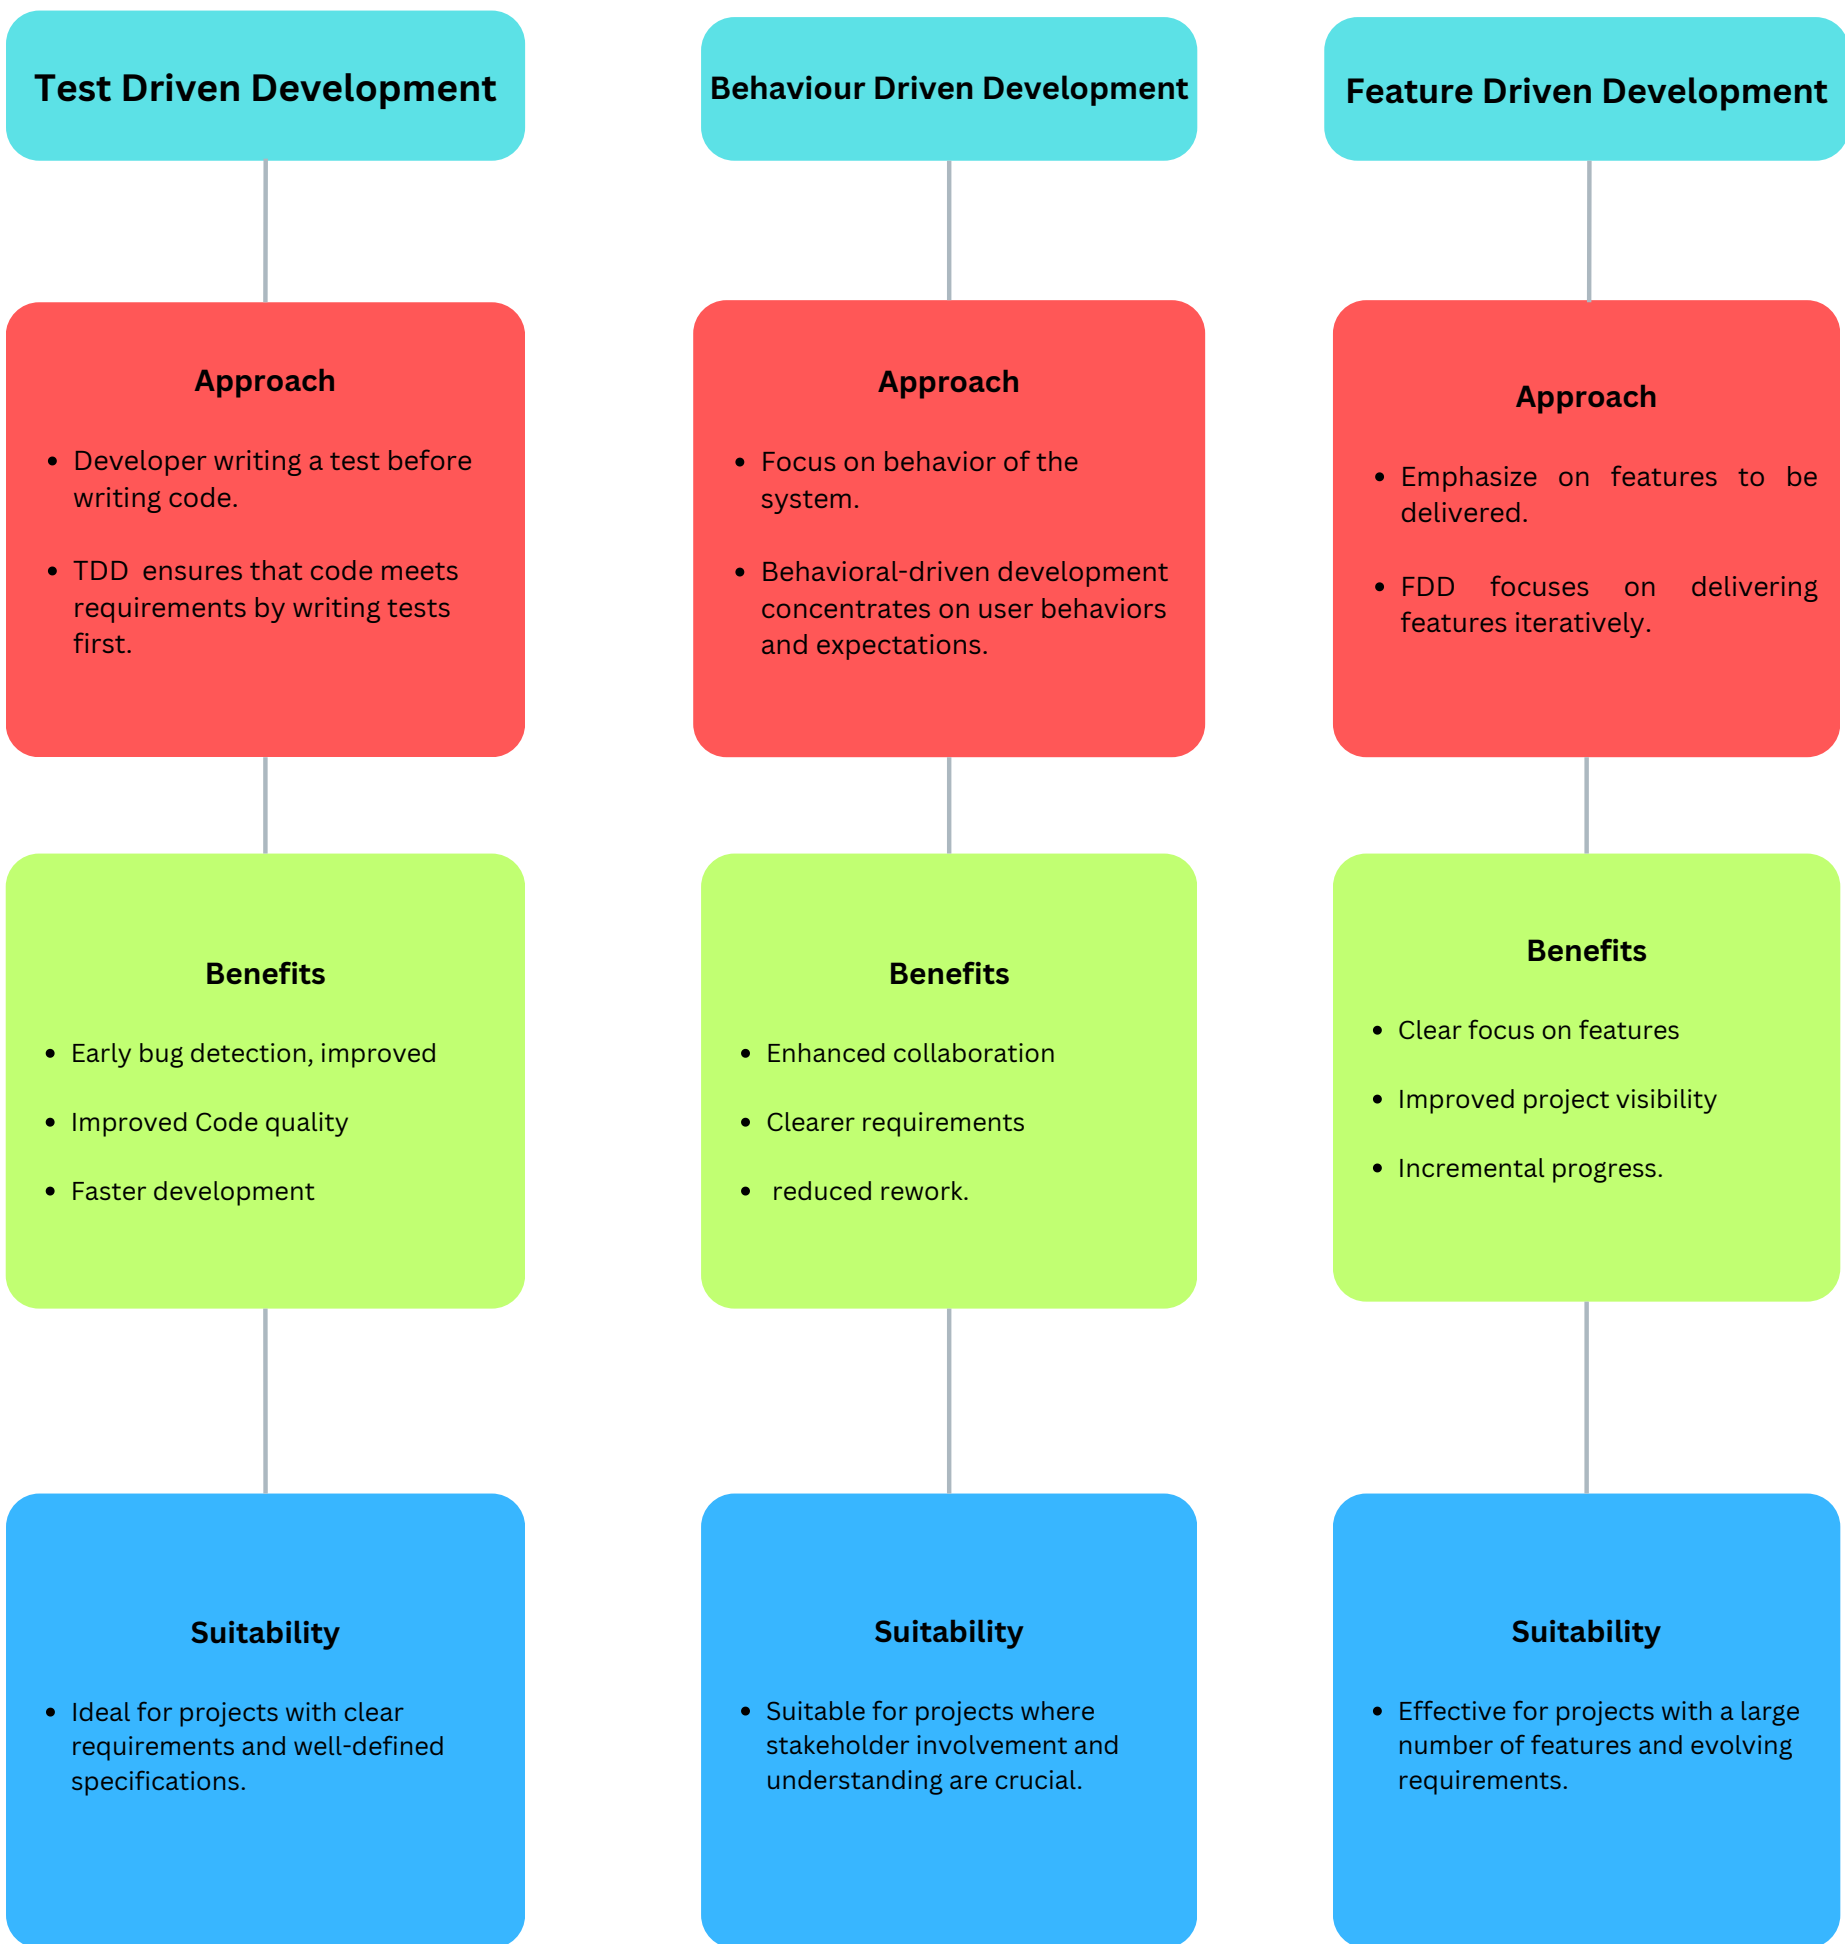 Test Driven Development
Approach
• Developer writing a test before
writing code.
• TDD  ensures that code meets
requirements by writing tests
first.
Benefits
• Early bug detection, improved
• Improved Code quality
• Faster development
Suitability
• Ideal for projects with clear
requirements and well-defined
specifications.
Behaviour Driven Development
Approach
• Focus on behavior of the
system.
• Behavioral-driven development
concentrates on user behaviors
and expectations.
Benefits
• Enhanced collaboration
• Clearer requirements
• reduced rework.
Suitability
• Suitable for projects where
stakeholder involvement and
understanding are crucial.
Feature Driven Development
Approach
• Emphasize on features to be
delivered.
• FDD focuses on delivering
features iteratively.
Benefits
• Clear focus on features
• Improved project visibility
• Incremental progress.
Suitability
• Effective for projects with a large
number of features and evolving
requirements.